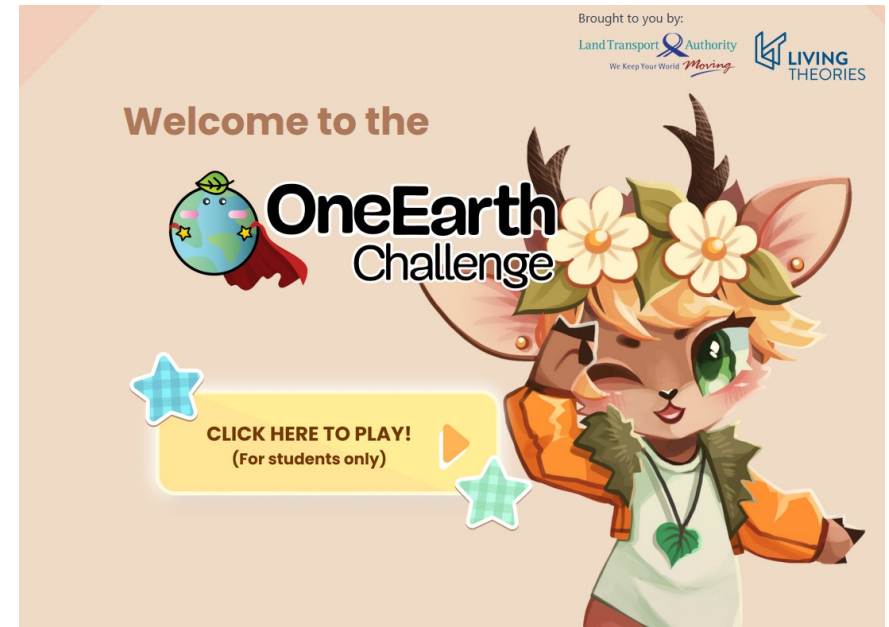 Brought to you by:
Land Transport Authority
We Keep Your World Moving
LIVING
THEORIES
Welcome to the
OneEarth
Challenge
CLICK HERE TO PLAY!
(For students only)